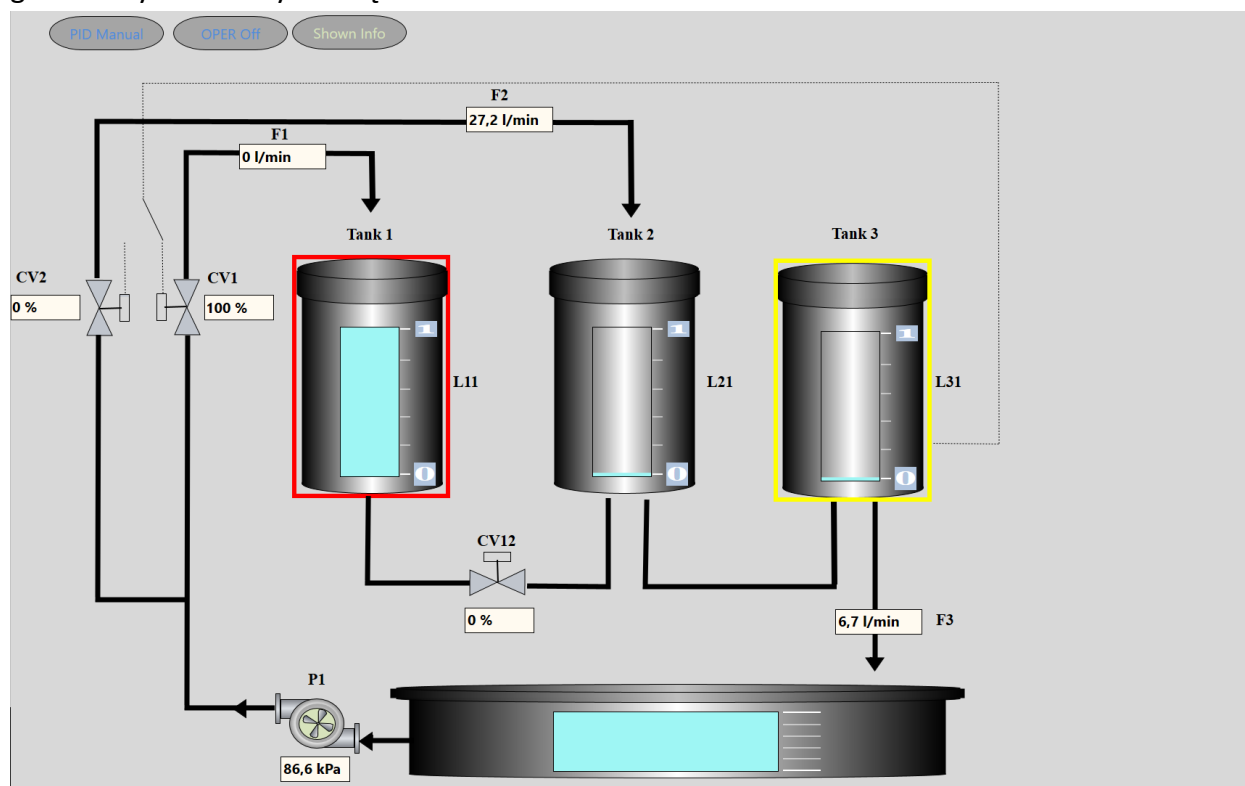 PID Manual
OPER Off
Shown Info
F2
27,2 l/min
F1
0 l/min
Tank 1
Tank 2
Tank 3
CV2
0 %
CV1
100 %
1
1
1
L11
L21
L31
0
0
0
CV12
0 %
6,7 l/min
F3
P1
86,6 kPa